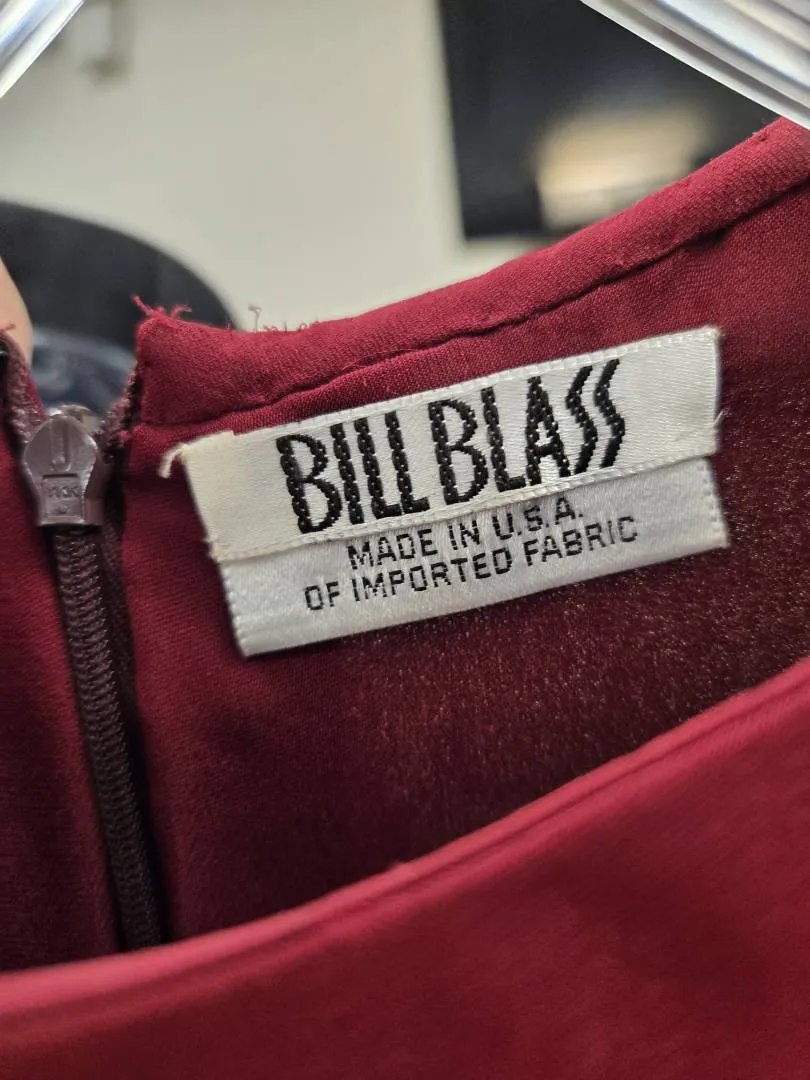 BILL BLASS
MADE IN U.S.A.
OF IMPORTED FABRIC